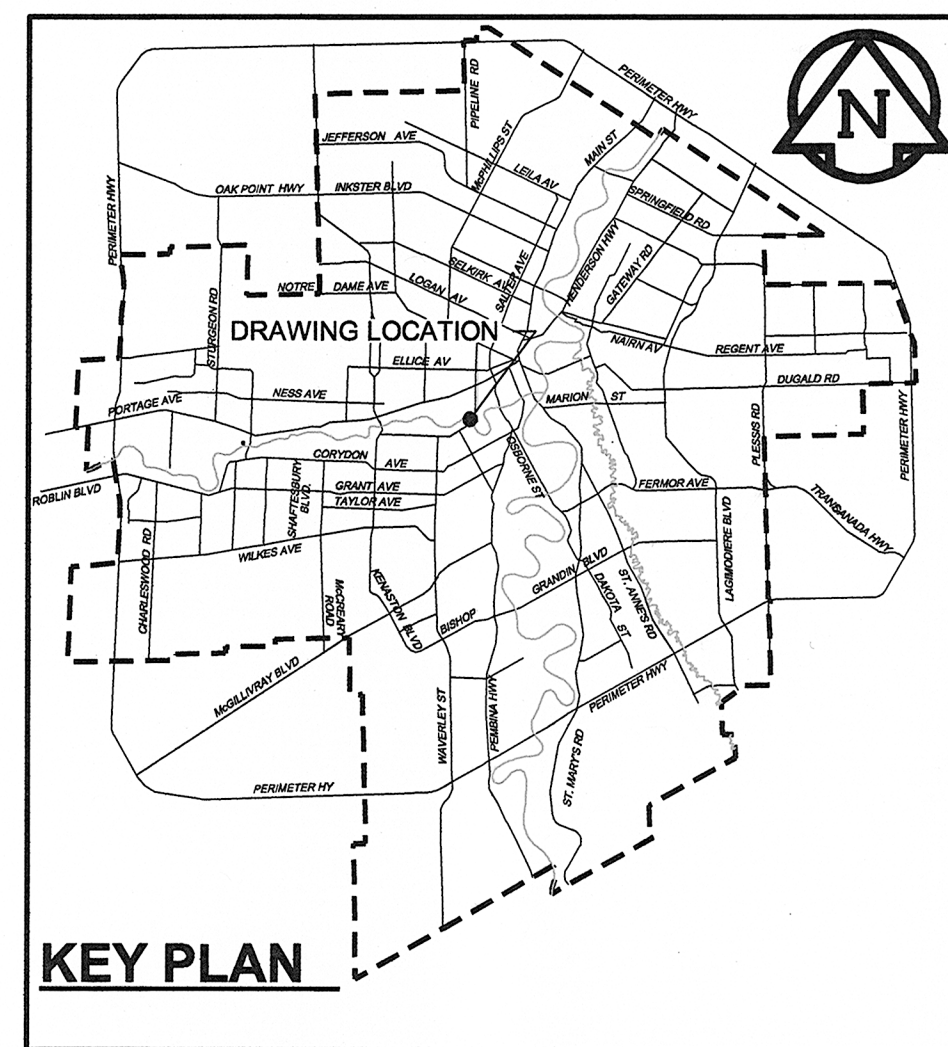 PERIMETER HWY
N
PIPELINE RD
McPHILLIPS ST
MAIN ST
JEFFERSON AVE
LEILA AV
OAK POINT HWY
INKSTER BLVD
SPRINGFIELD RD
PERIMETER HWY
HENDERSON HWY
GATEWAY RD
SELKIRK AV
SALTER AVE
LOGAN AV
NOTRE DAME AVE
STURGEON RD
DRAWING LOCATION
NAIRN AV
REGENT AVE
ELLICE AV
DUGALD RD
NESS AVE
MARION ST
PORTAGE AVE
PLESSIS RD
PERIMETER HWY
CORYDON AVE
OSBORNE ST
ROBLIN BLVD
GRANT AVE
SHAFTESBURY BLVD.
TAYLOR AVE
FERMOR AVE
TRANSANADA HWY
LAGIMODIERE BLVD
WILKES AVE
CHARLESWOOD RD
McCREARY ROAD
KENASTON BLVD
BISHOP GRANDIN BLVD
DAKOTA ST
ST. ANNE'S RD
McGILLIVRAY BLVD
WAVERLEY ST
PEMBINA HWY
PERIMETER HWY
ST. MARY'S RD
PERIMETER HY
KEY PLAN